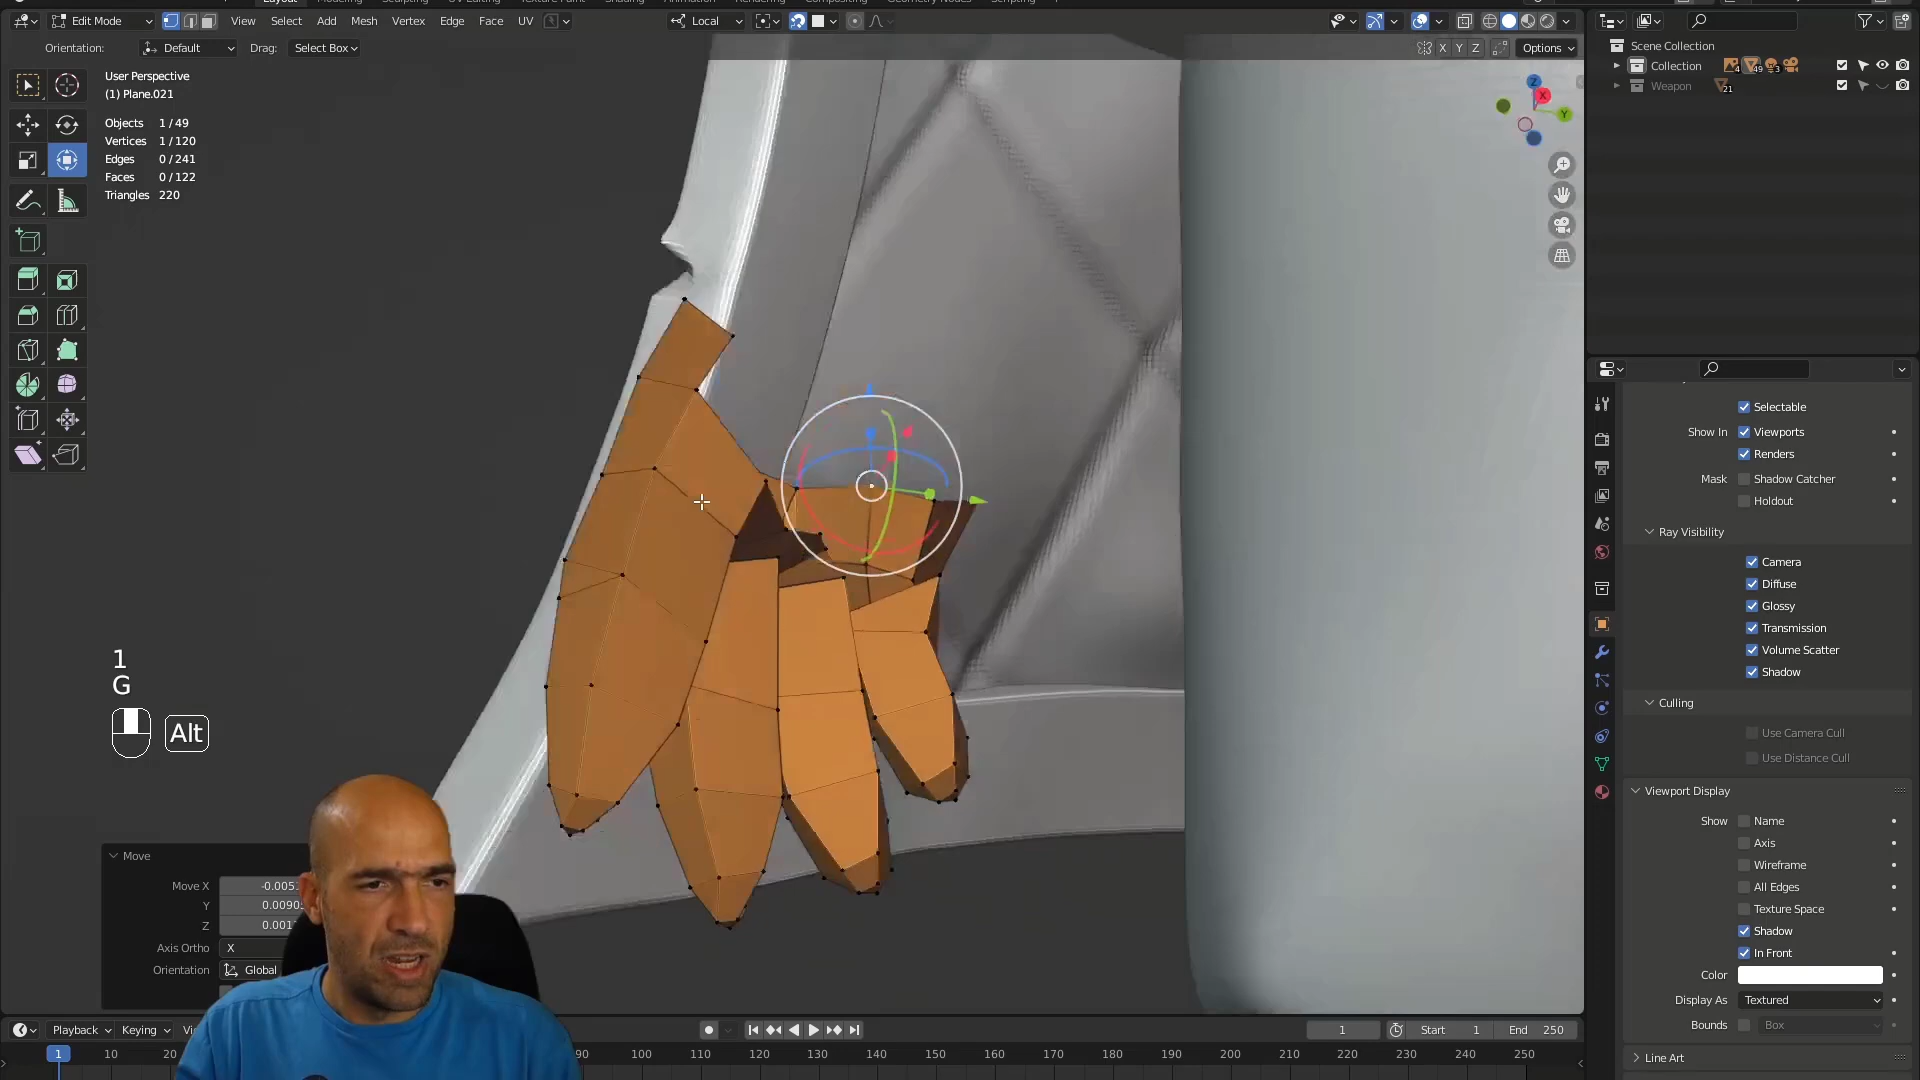 Edit Mode
View Select Add Mesh Vertex Edge Face UV
Local
Orientation: Default Drag: Select Box
X Y Z Options
User Perspective
(1) Plane.021
Objects 1 / 49
Vertices 1 / 120
Edges 0 / 241
Faces 0 / 122
Triangles 220
Z
X
Y
1
G
Alt
Move
Move X
Y
Z
Axis Ortho X
Orientation Global
Playback Keying
1 Start 1 End 250
1 10 20 90 100 110 120 130 140 150 160 170 180 190 200 210 220 230 240 250
Scene Collection
Collection 4 49 3
Weapon 21
Selectable
Show In Viewports
Renders
Mask Shadow Catcher
Holdout
Ray Visibility
Camera
Diffuse
Glossy
Transmission
Volume Scatter
Shadow
Culling
Use Camera Cull
Use Distance Cull
Viewport Display
Show Name
Axis
Wireframe
All Edges
Texture Space
Shadow
In Front
Color
Display As Textured
Bounds Box
Line Art